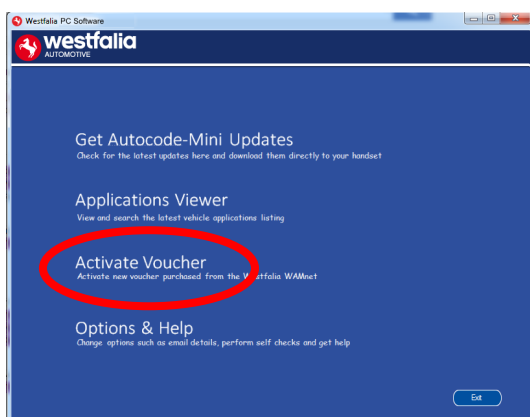 Westfalia PC Software
westfalia
AUTOMOTIVE
Get Autocode-Mini Updates
Check for the latest updates here and download them directly to your handset
Applications Viewer
View and search the latest vehicle applications listing
Activate Voucher
Activate new voucher purchased from the Westfalia WAMnet
Options & Help
Change options such as email details, perform self checks and get help
Exit